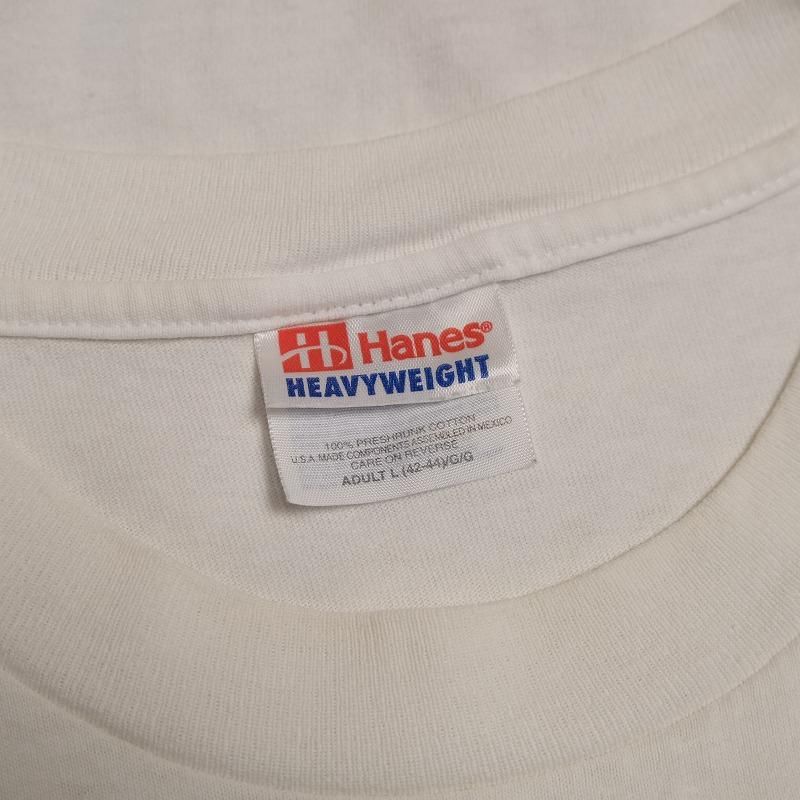 Hanes®
HEAVYWEIGHT
100% PRESHRUNK COTTON
U.S.A. MADE COMPONENTS ASSEMBLED IN MEXICO
CARE ON REVERSE
ADULT L (42-44)/G/G